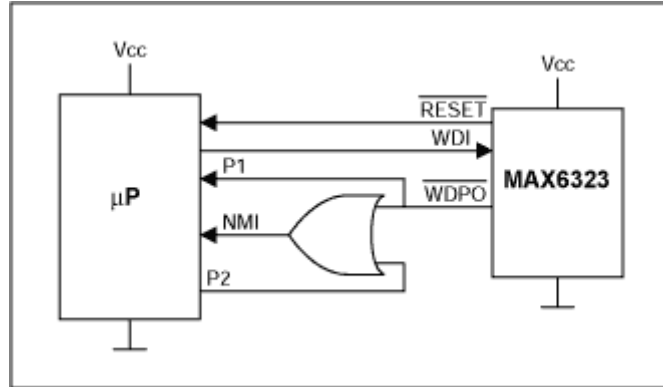 Vcc
Vcc
RESET
WDI
P1
MAX6323
WDPO
μP
NMI
P2